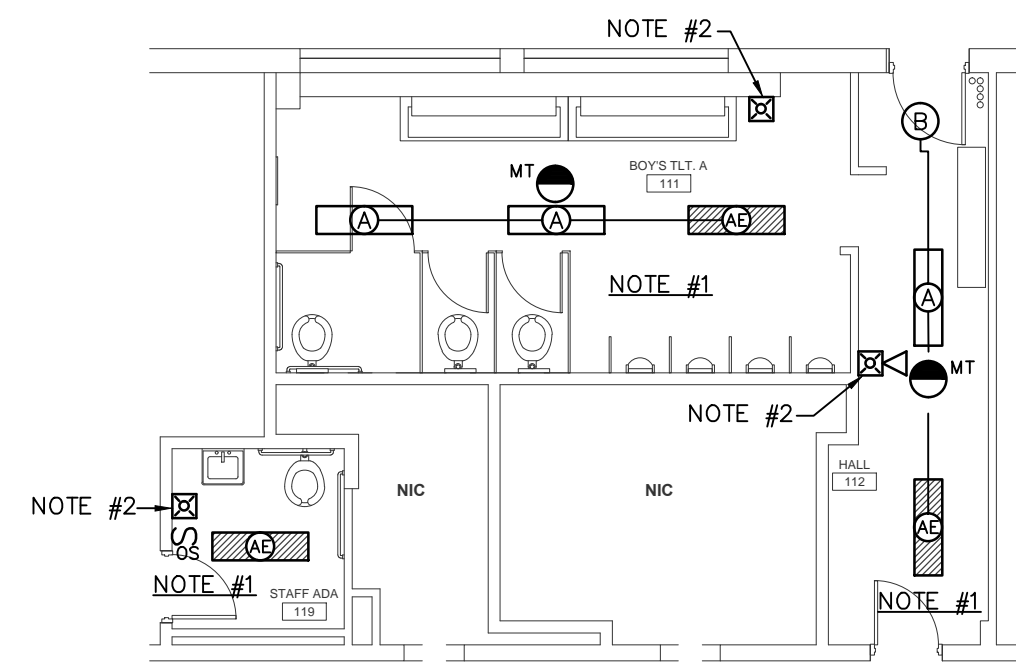 NOTE #2
B
MT
BOY'S TLT. A
111
A
A
AE
NOTE #1
A
MT
NOTE #2
HALL
112
NIC
NIC
NOTE #2
S
OS
AE
AE
NOTE #1
STAFF ADA
119
NOTE #1